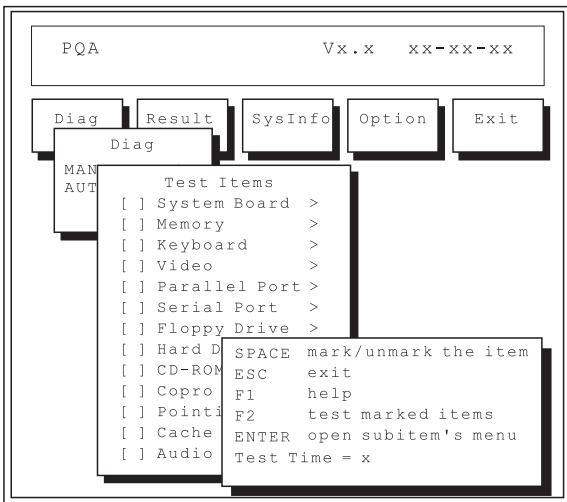 PQA Vx.x xx-xx-xx
Diag Result SysInfo Option Exit
Diag
MAN
AUT
Test Items
[ ] System Board >
[ ] Memory >
[ ] Keyboard >
[ ] Video >
[ ] Parallel Port >
[ ] Serial Port >
[ ] Floppy Drive >
[ ] Hard D
[ ] CD-ROM
[ ] Copro
[ ] Pointi
[ ] Cache
[ ] Audio
SPACE mark/unmark the item
ESC exit
F1 help
F2 test marked items
ENTER open subitem's menu
Test Time = x